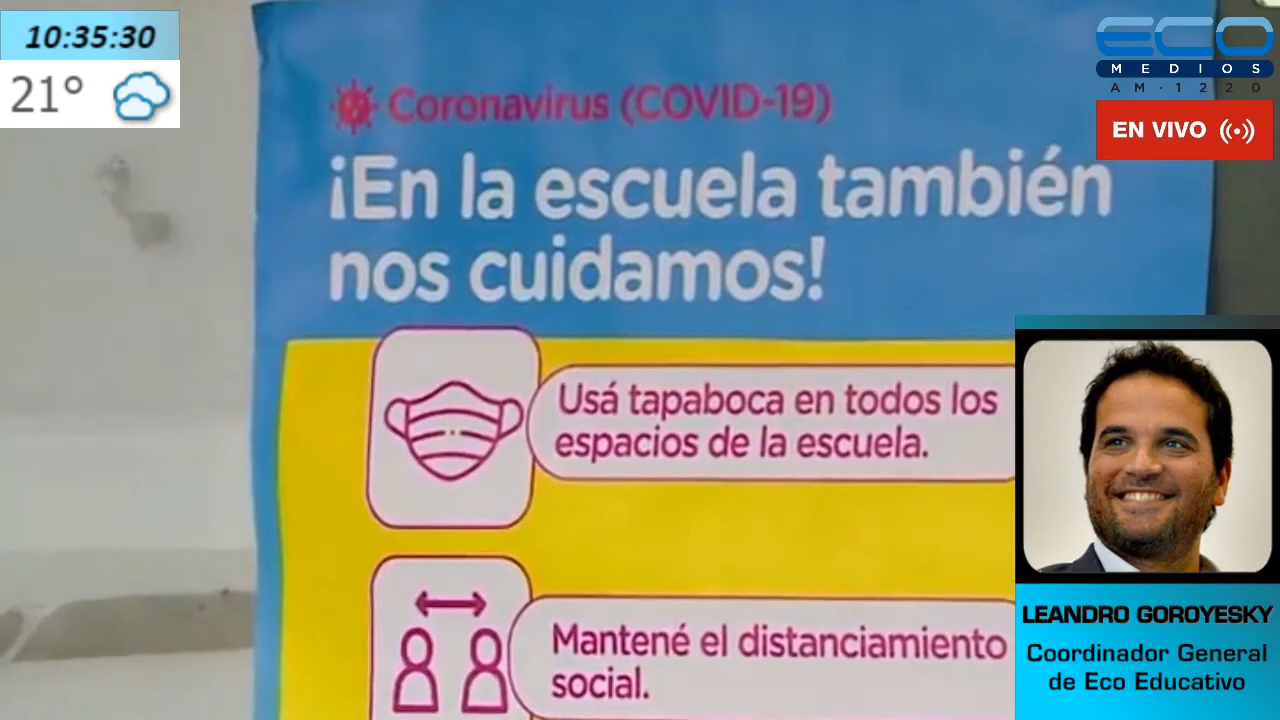 10:35:30
21°
ECO
MEDIOS
AM·1220
EN VIVO
Coronavirus (COVID-19)
¡En la escuela también
nos cuidamos!
Usá tapaboca en todos los
espacios de la escuela.
Mantené el distanciamiento
social.
LEANDRO GOROYESKY
Coordinador General
de Eco Educativo